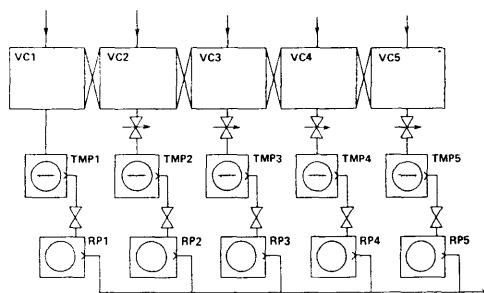 VC1 VC2 VC3 VC4 VC5
TMP1 TMP2 TMP3 TMP4 TMP5
RP1 RP2 RP3 RP4 RP5